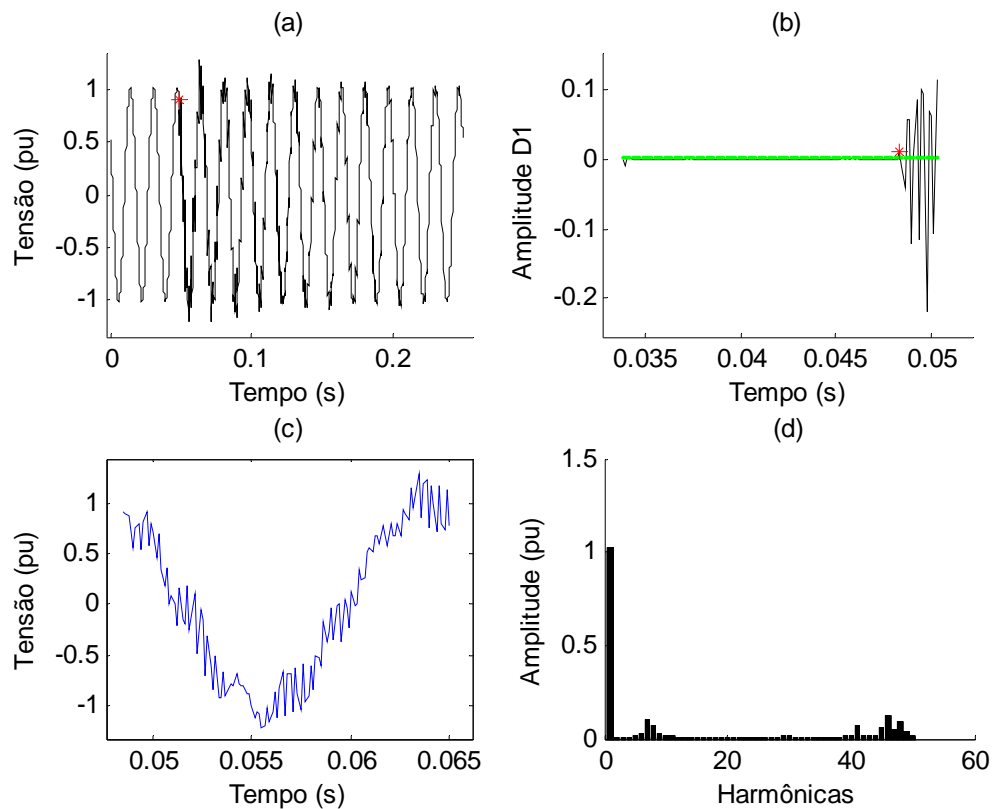 (a)
Tensão (pu)
1
0.5
0
-0.5
-1
0
0.1
0.2
Tempo (s)
(b)
Amplitude D1
0.1
0
-0.1
-0.2
0.035
0.04
0.045
0.05
Tempo (s)
(c)
Tensão (pu)
1
0.5
0
-0.5
-1
0.05
0.055
0.06
0.065
Tempo (s)
(d)
Amplitude (pu)
1.5
1
0.5
0
0
20
40
60
Harmônicas